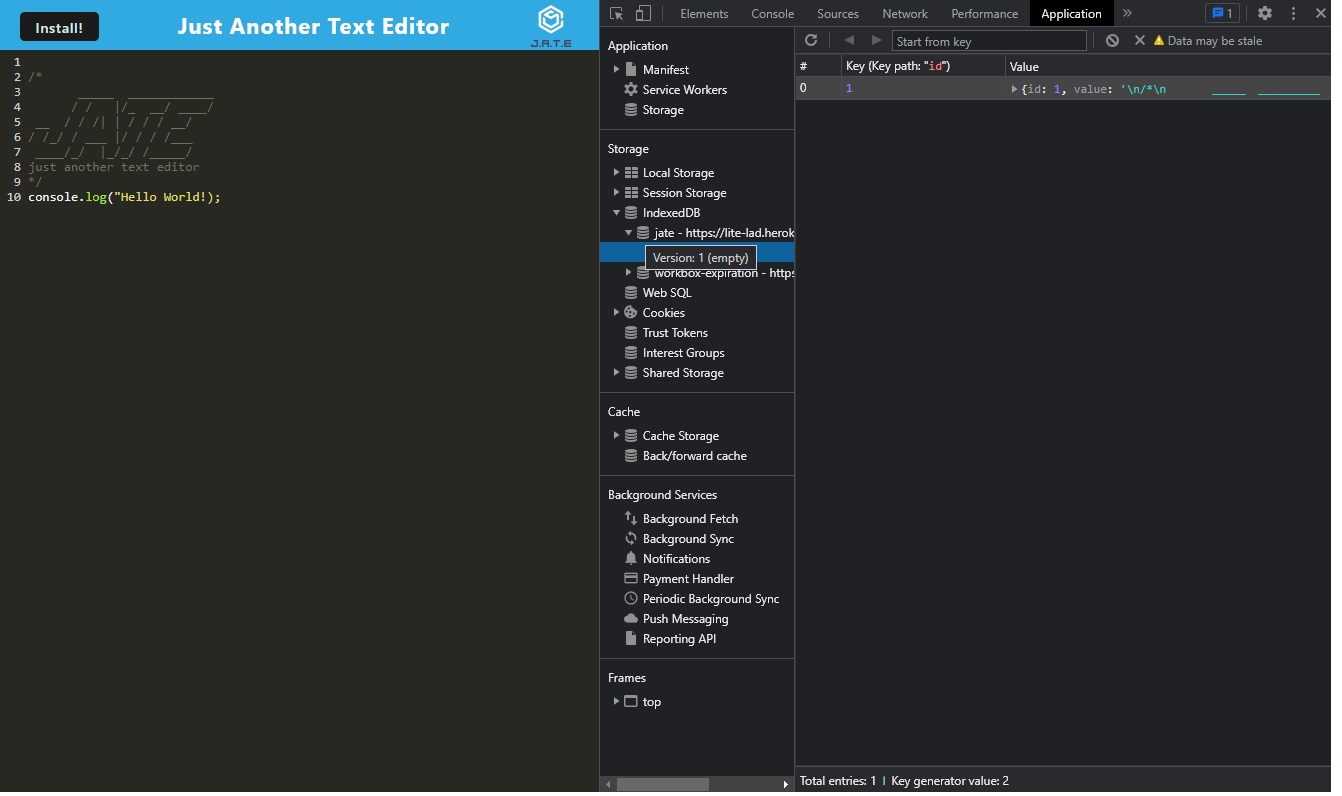 Install!
Just Another Text Editor
J.A.T.E
1
2 /*
3        _____  ____________
4       / /   |/_  __/ ____/
5  __  / / /| | / / / __/
6 / /_/ / ___ |/ / / /___
7  ____/_/  |_/_/ /_____/
8 just another text editor
9 */
10 console.log("Hello World!);
Elements Console Sources Network Performance Application » 1
Application
Manifest
Service Workers
Storage
Storage
Local Storage
Session Storage
IndexedDB
jate - https://lite-lad.herok
Version: 1 (empty)
workbox-expiration - https
Web SQL
Cookies
Trust Tokens
Interest Groups
Shared Storage
Cache
Cache Storage
Back/forward cache
Background Services
Background Fetch
Background Sync
Notifications
Payment Handler
Periodic Background Sync
Push Messaging
Reporting API
Frames
top
Start from key
Data may be stale
# Key (Key path: "id") Value
0 1 {id: 1, value: '\n/*\n       _____  __________
Total entries: 1 | Key generator value: 2